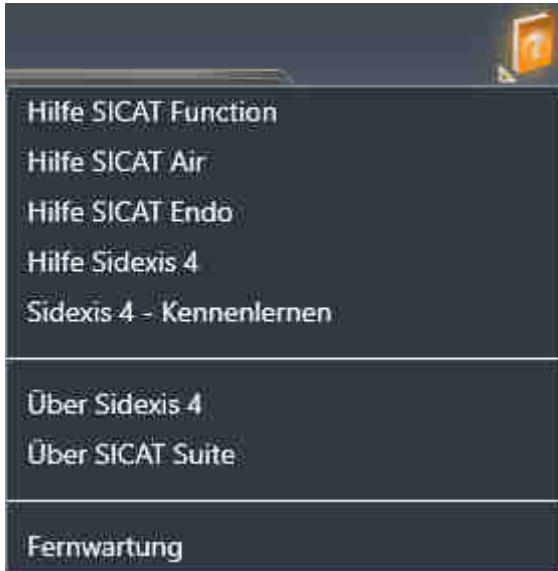 Hilfe SICAT Function
Hilfe SICAT Air
Hilfe SICAT Endo
Hilfe Sidexis 4
Sidexis 4 - Kennenlernen
Über Sidexis 4
Über SICAT Suite
Fernwartung